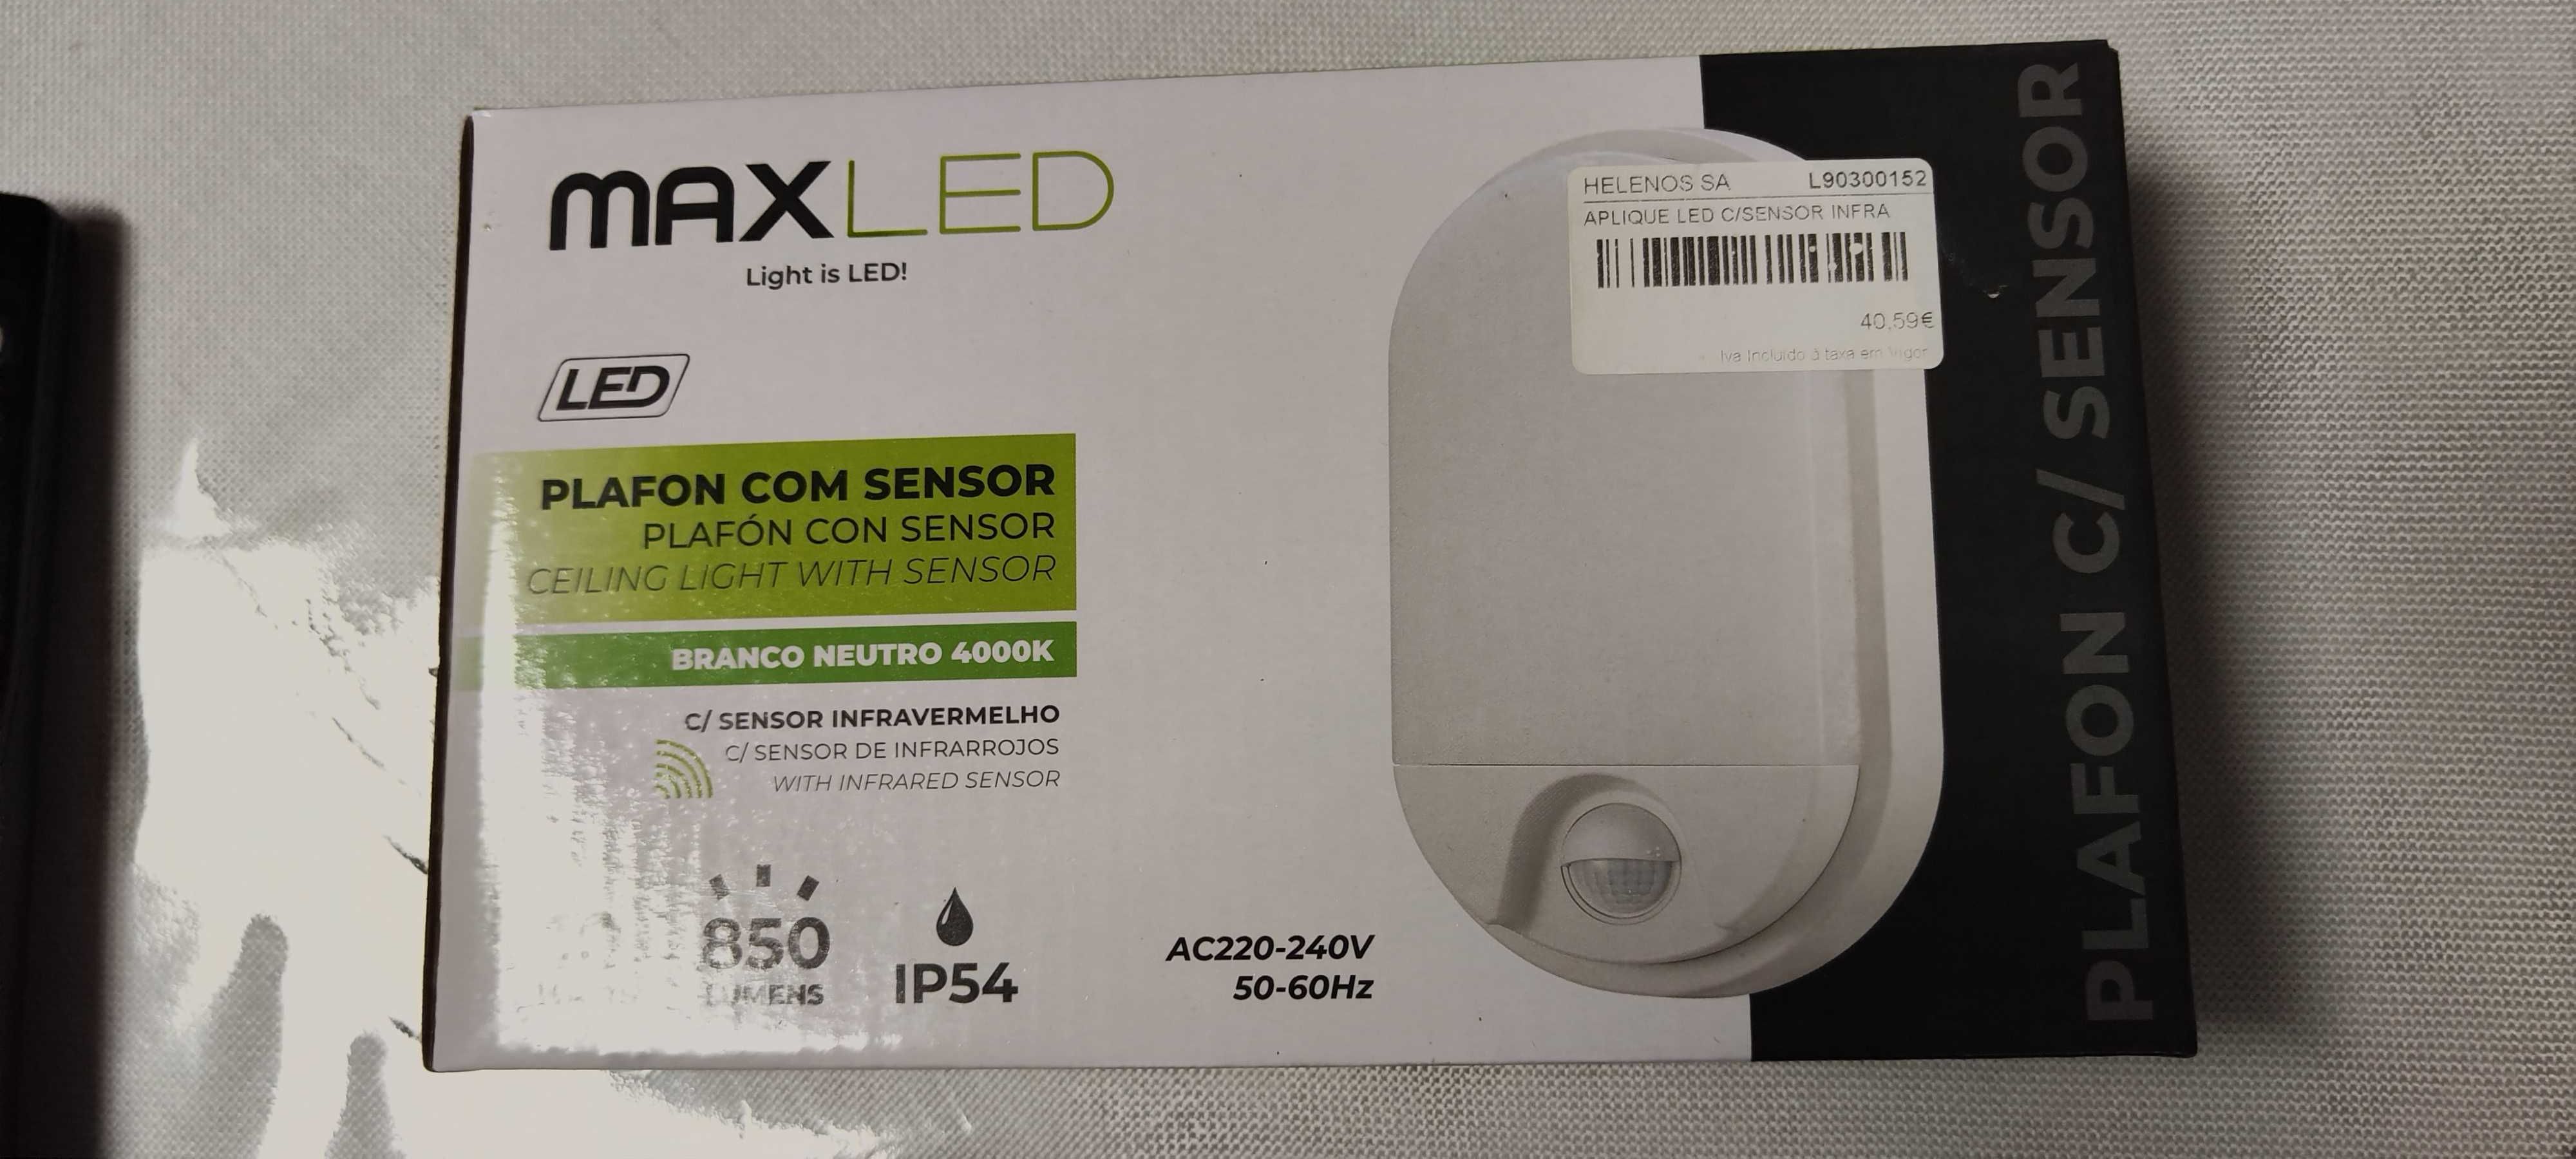 MAXLED
Light is LED!
LED
PLAFON COM SENSOR
PLAFÓN CON SENSOR
CEILING LIGHT WITH SENSOR
BRANCO NEUTRO 4000K
C/ SENSOR INFRAVERMELHO
C/ SENSOR DE INFRARROJOS
WITH INFRARED SENSOR
850
LUMENS
IP54
AC220-240V
50-60Hz
HELENOS SA L90300152
APLIQUE LED C/SENSOR INFRA
40,59€
Iva Incluido à taxa em vigor
PLAFON C/ SENSOR